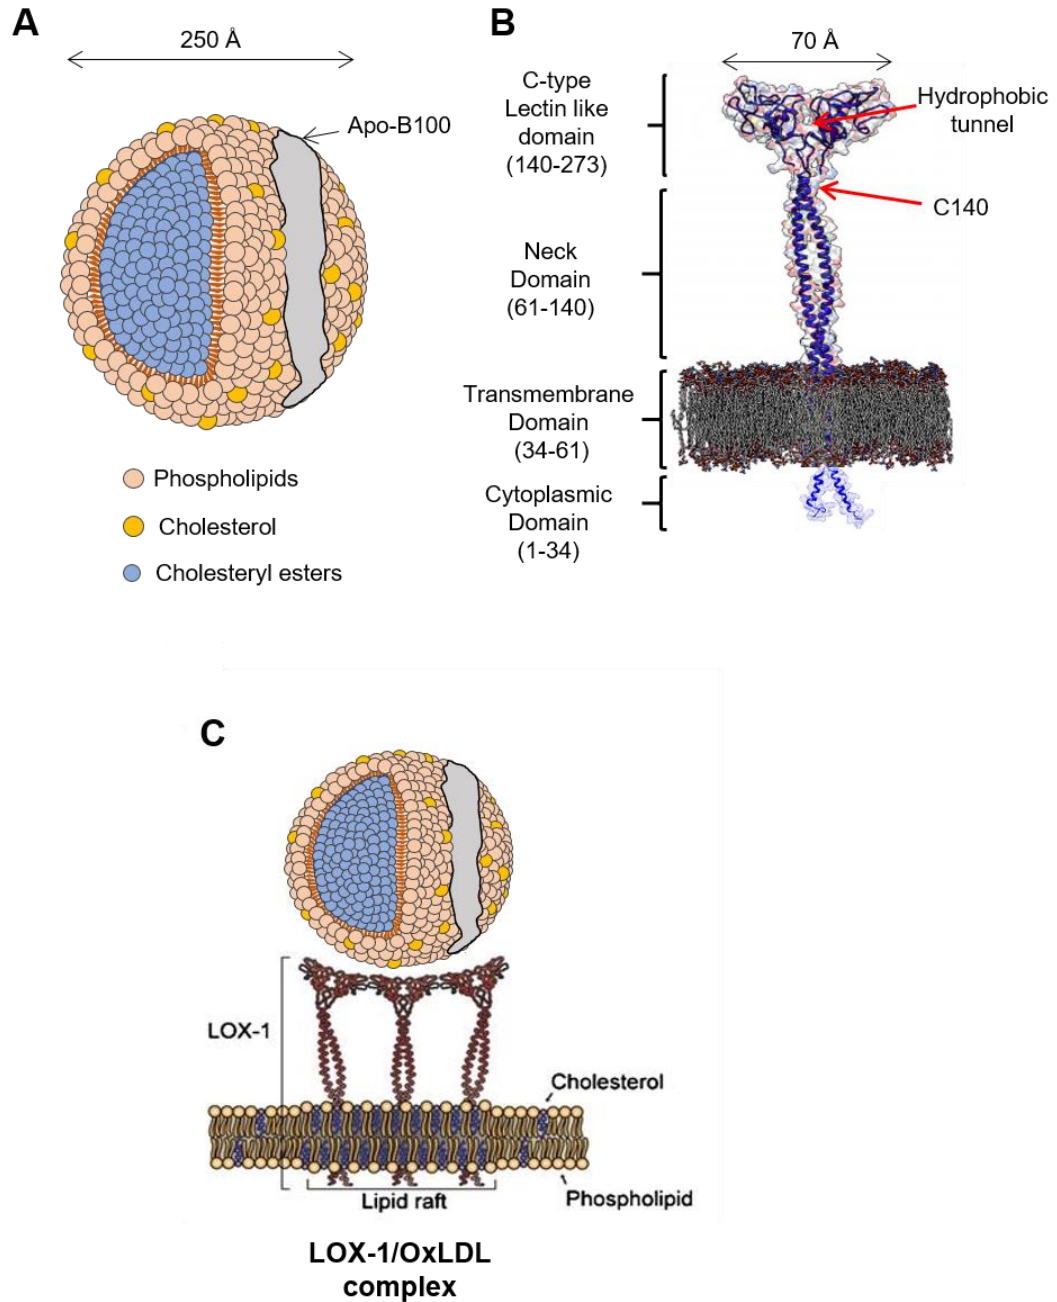 A
250 Å
Apo-B100
Phospholipids
Cholesterol
Cholesteryl esters
B
70 Å
C-type
Lectin like
domain
(140-273)
Hydrophobic
tunnel
C140
Neck
Domain
(61-140)
Transmembrane
Domain
(34-61)
Cytoplasmic
Domain
(1-34)
C
LOX-1
Cholesterol
Phospholipid
Lipid raft
LOX-1/OxLDL
complex